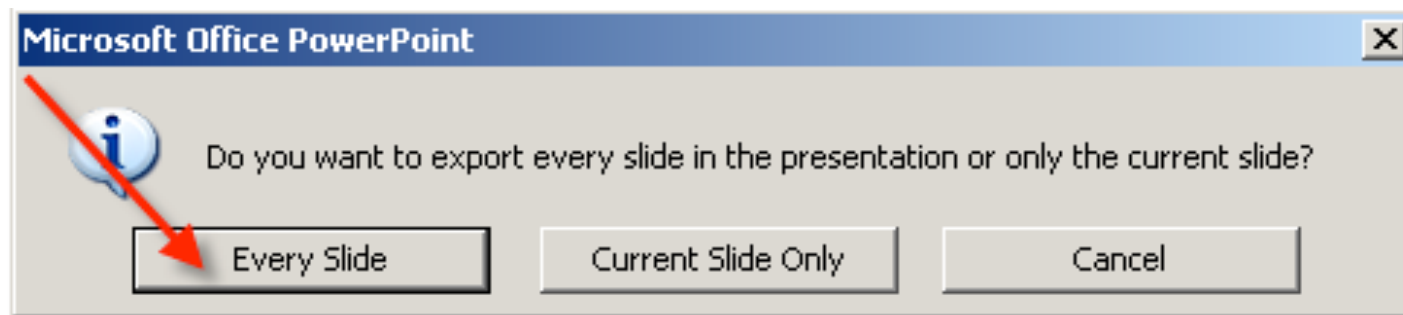 Microsoft Office PowerPoint
Do you want to export every slide in the presentation or only the current slide?
Every Slide
Current Slide Only
Cancel